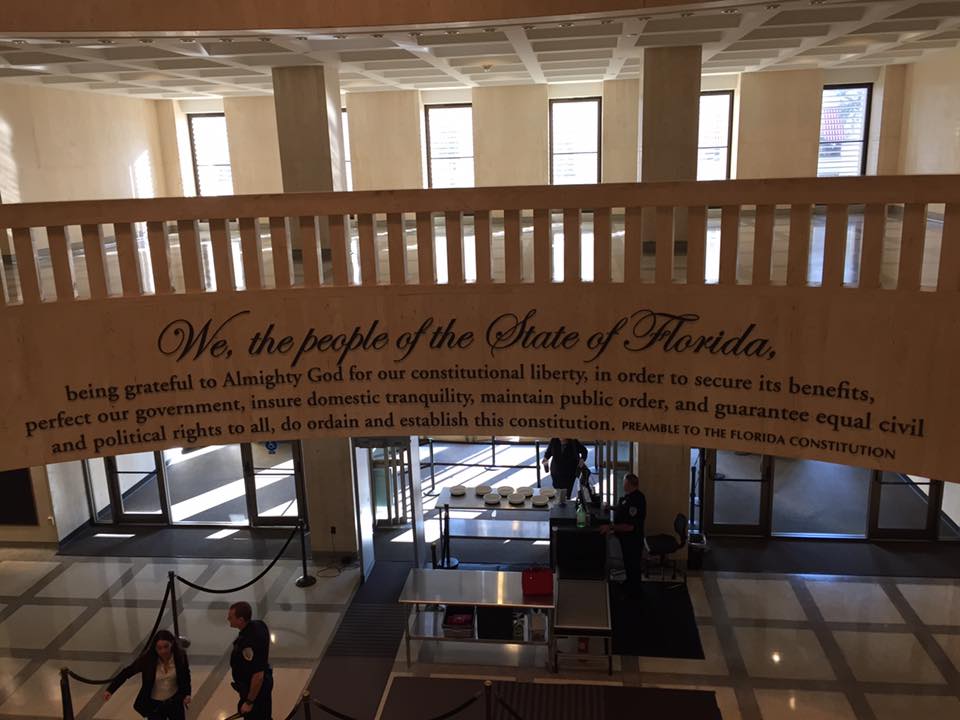 We, the people of the State of Florida,
being grateful to Almighty God for our constitutional liberty, in order to secure its benefits,
perfect our government, insure domestic tranquility, maintain public order, and guarantee equal civil
and political rights to all, do ordain and establish this constitution. PREAMBLE TO THE FLORIDA CONSTITUTION